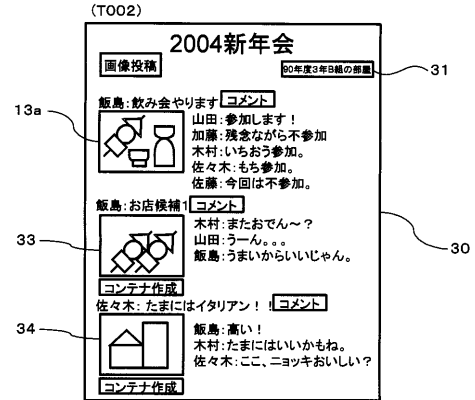 (T002)
2004新年会
画像投稿
90年度3年B組の部屋
31
13a
飯島:飲み会やります コメント
山田:参加します!
加藤:残念ながら不参加
木村:いちおう参加。
佐々木:もち参加。
佐藤:今回は不参加。
飯島:お店候補1 コメント
33
木村:またおでん~?
山田:うーん。。。
飯島:うまいからいいじゃん。
30
コンテナ作成
佐々木:たまにはイタリアン!! コメント
34
飯島:高い!
木村:たまにはいいかもね。
佐々木:ここ、ニョッキおいしい?
コンテナ作成